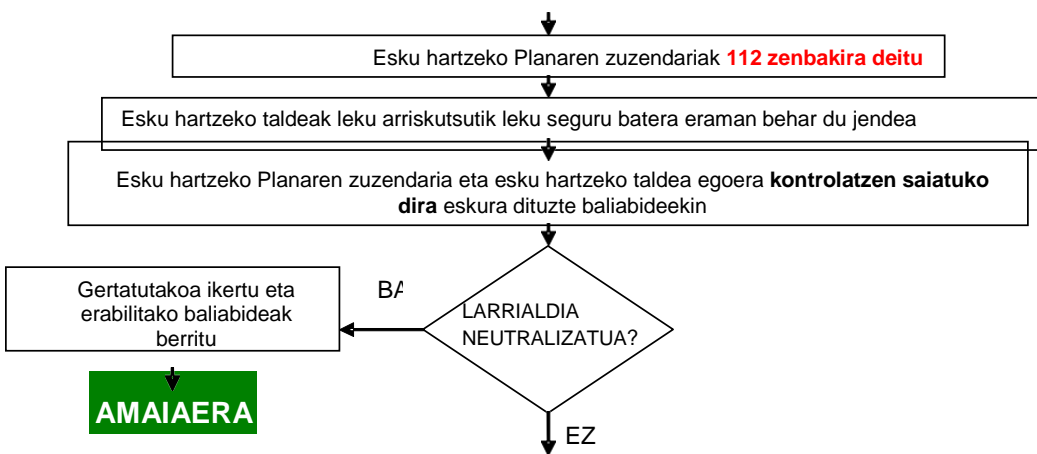 Esku hartzeko Planaren zuzendariak 112 zenbakira deitu
Esku hartzeko taldeak leku arriskutsutik leku seguru batera eraman behar du jendea
Esku hartzeko Planaren zuzendaria eta esku hartzeko taldea egoera kontrolatzen saiatuko
dira eskura dituzte baliabideekin
Gertatutakoa ikertu eta
erabilitako baliabideak
berritu
BA
LARRIALDIA
NEUTRALIZATUA?
AMAIAERA
EZ